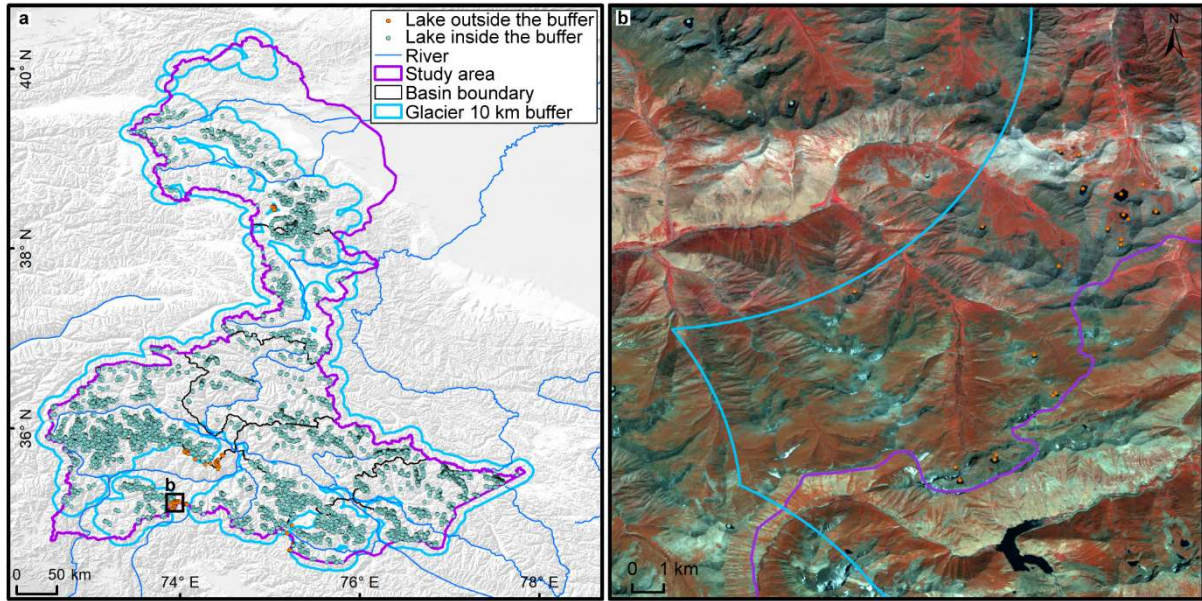 a
Lake outside the buffer
Lake inside the buffer
River
Study area
Basin boundary
Glacier 10 km buffer
40° N
38° N
36° N
b
0 50 km
74° E
76° E
78° E
b
N
0 1 km